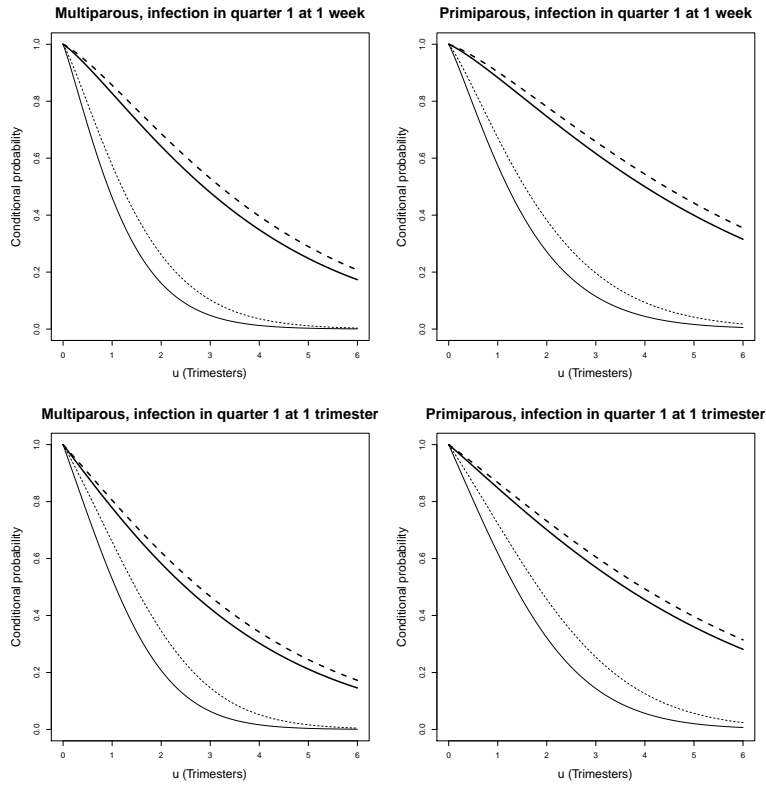 Multiparous, infection in quarter 1 at 1 week
Conditional probability
1.0
0.8
0.6
0.4
0.2
0.0
0 1 2 3 4 5 6
u (Trimesters)
Primiparous, infection in quarter 1 at 1 week
Conditional probability
1.0
0.8
0.6
0.4
0.2
0.0
0 1 2 3 4 5 6
u (Trimesters)
Multiparous, infection in quarter 1 at 1 trimester
Conditional probability
1.0
0.8
0.6
0.4
0.2
0.0
0 1 2 3 4 5 6
u (Trimesters)
Primiparous, infection in quarter 1 at 1 trimester
Conditional probability
1.0
0.8
0.6
0.4
0.2
0.0
0 1 2 3 4 5 6
u (Trimesters)